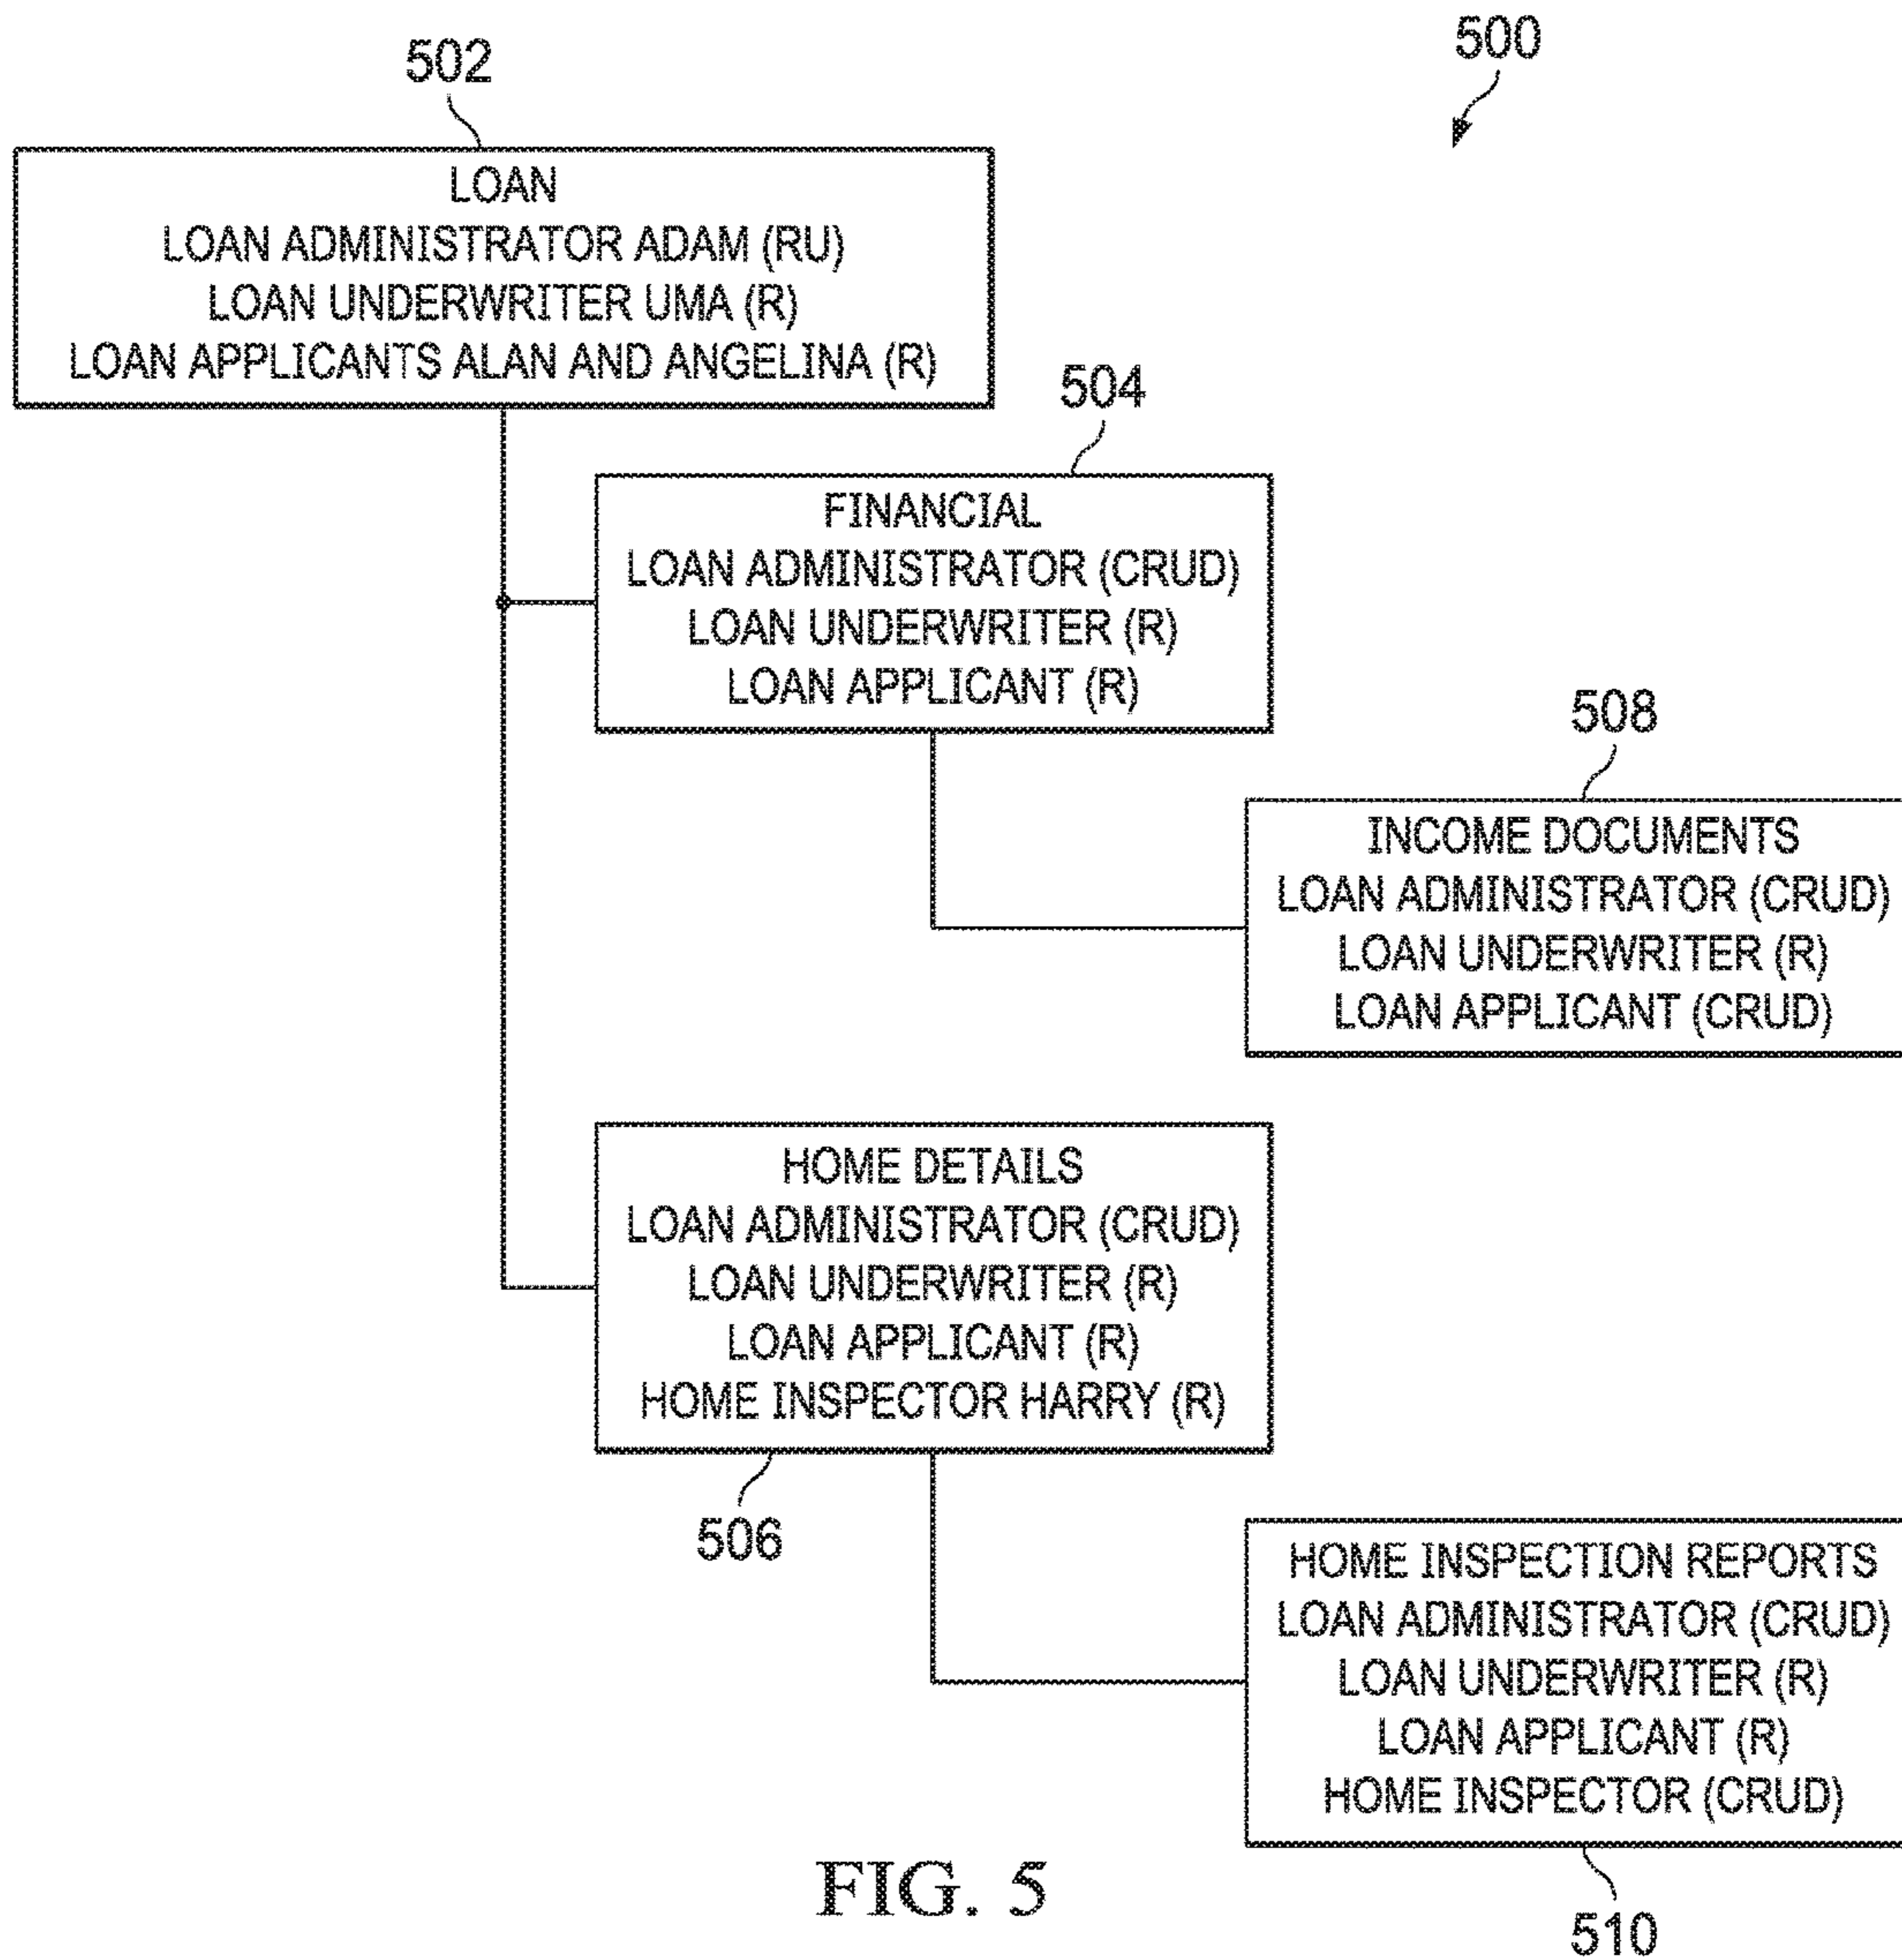 500
502
LOAN
LOAN ADMINISTRATOR ADAM (RU)
LOAN UNDERWRITER UMA (R)
LOAN APPLICANTS ALAN AND ANGELINA (R)
504
FINANCIAL
LOAN ADMINISTRATOR (CRUD)
LOAN UNDERWRITER (R)
LOAN APPLICANT (R)
508
INCOME DOCUMENTS
LOAN ADMINISTRATOR (CRUD)
LOAN UNDERWRITER (R)
LOAN APPLICANT (CRUD)
HOME DETAILS
LOAN ADMINISTRATOR (CRUD)
LOAN UNDERWRITER (R)
LOAN APPLICANT (R)
HOME INSPECTOR HARRY (R)
506
HOME INSPECTION REPORTS
LOAN ADMINISTRATOR (CRUD)
LOAN UNDERWRITER (R)
LOAN APPLICANT (R)
HOME INSPECTOR (CRUD)
510
FIG. 5